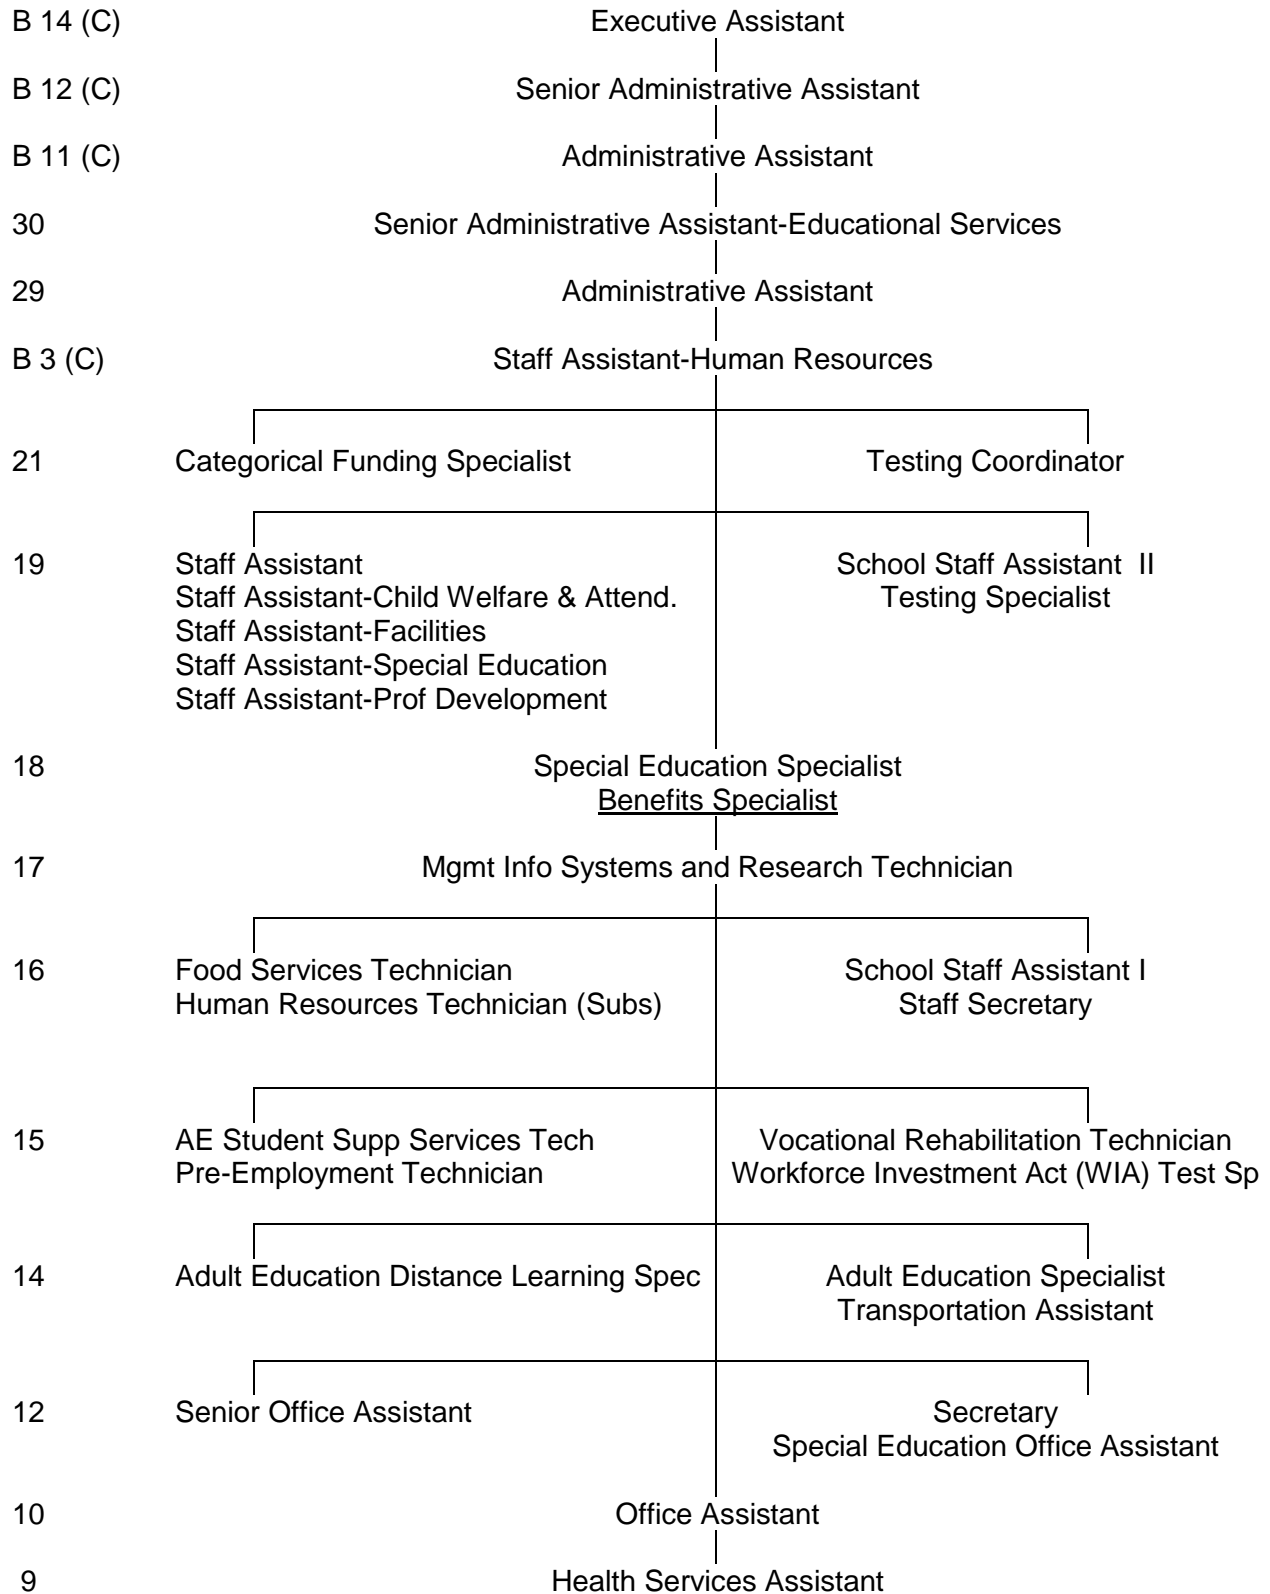 B 14 (C) Executive Assistant
B 12 (C) Senior Administrative Assistant
B 11 (C) Administrative Assistant
30 Senior Administrative Assistant-Educational Services
29 Administrative Assistant
B 3 (C) Staff Assistant-Human Resources
21 Categorical Funding Specialist Testing Coordinator
19 Staff Assistant School Staff Assistant II
Staff Assistant-Child Welfare & Attend. Testing Specialist
Staff Assistant-Facilities
Staff Assistant-Special Education
Staff Assistant-Prof Development
18 Special Education Specialist
Benefits Specialist
17 Mgmt Info Systems and Research Technician
16 Food Services Technician School Staff Assistant I
Human Resources Technician (Subs) Staff Secretary
15 AE Student Supp Services Tech Vocational Rehabilitation Technician
Pre-Employment Technician Workforce Investment Act (WIA) Test Sp
14 Adult Education Distance Learning Spec Adult Education Specialist
Transportation Assistant
12 Senior Office Assistant Secretary
Special Education Office Assistant
10 Office Assistant
9 Health Services Assistant